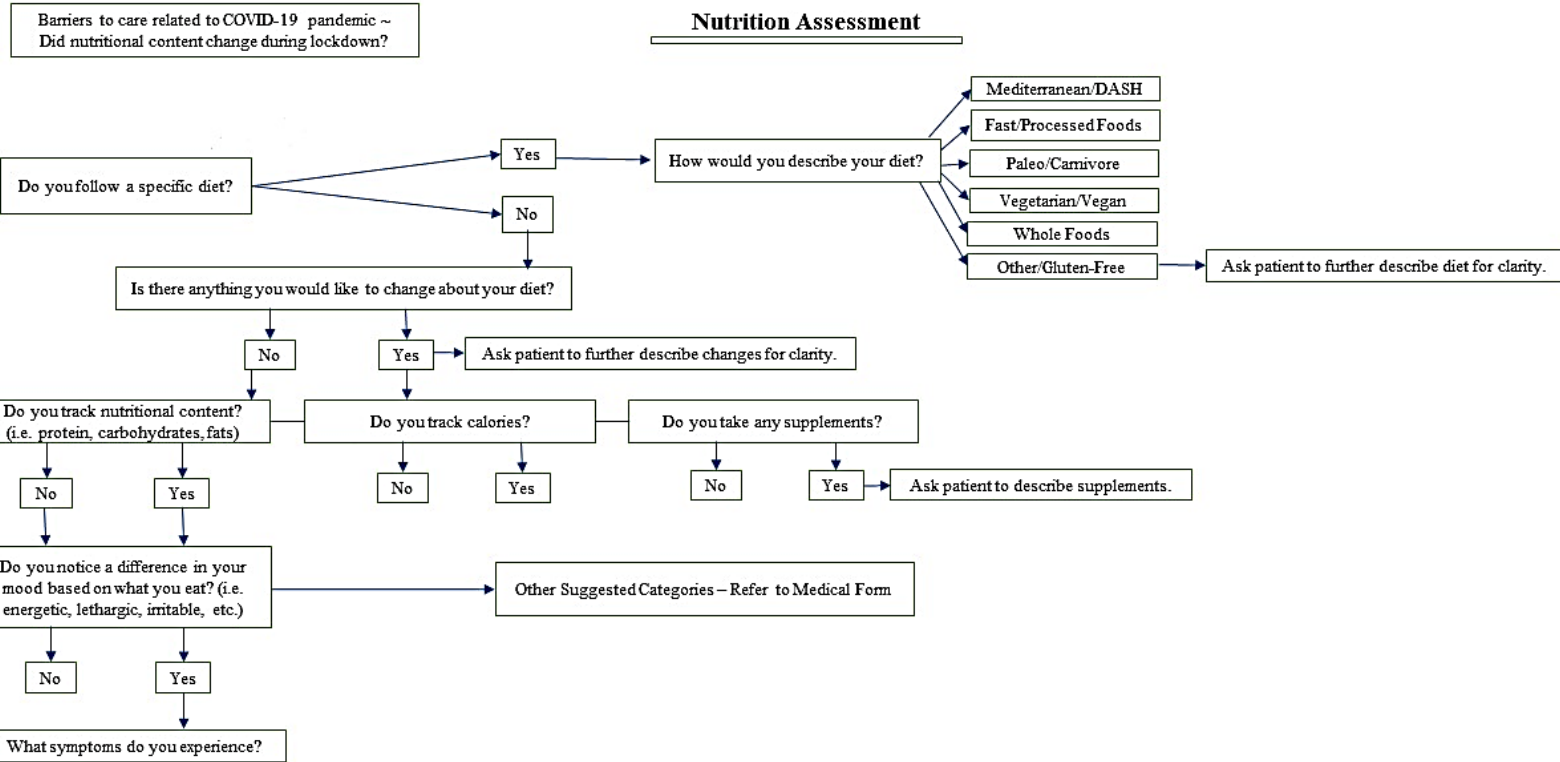 Barriers to care related to COVID-19 pandemic ~
Did nutritional content change during lockdown?
Nutrition Assessment
Mediterranean/DASH
Fast/Processed Foods
Yes
How would you describe your diet?
Paleo/Carnivore
Do you follow a specific diet?
Vegetarian/Vegan
No
Whole Foods
Other/Gluten-Free
Ask patient to further describe diet for clarity.
Is there anything you would like to change about your diet?
No
Yes
Ask patient to further describe changes for clarity.
Do you track nutritional content?
(i.e. protein, carbohydrates, fats)
Do you track calories?
Do you take any supplements?
No
Yes
No
Yes
No
Yes
Ask patient to describe supplements.
Do you notice a difference in your
mood based on what you eat? (i.e.
energetic, lethargic, irritable, etc.)
Other Suggested Categories – Refer to Medical Form
No
Yes
What symptoms do you experience?